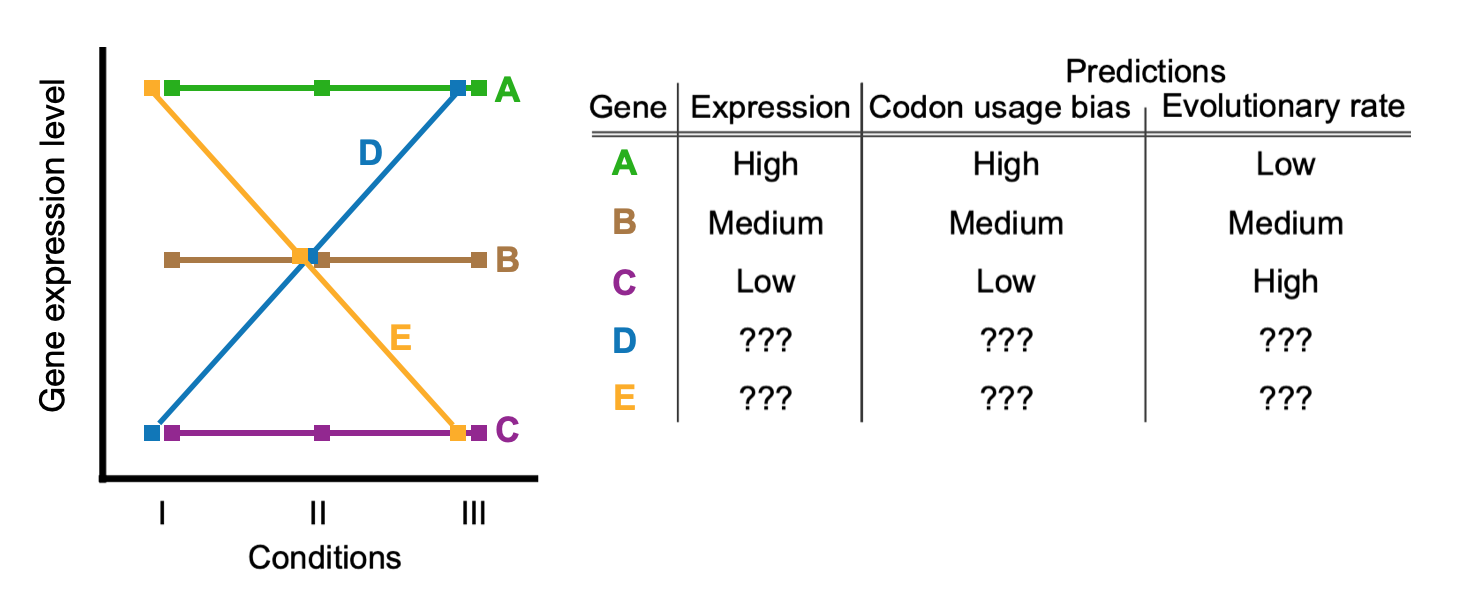 Gene expression level
A
D
B
E
C
I II III
Conditions
Predictions
Gene Expression Codon usage bias Evolutionary rate
A High High Low
B Medium Medium Medium
C Low Low High
D ??? ??? ???
E ??? ??? ???